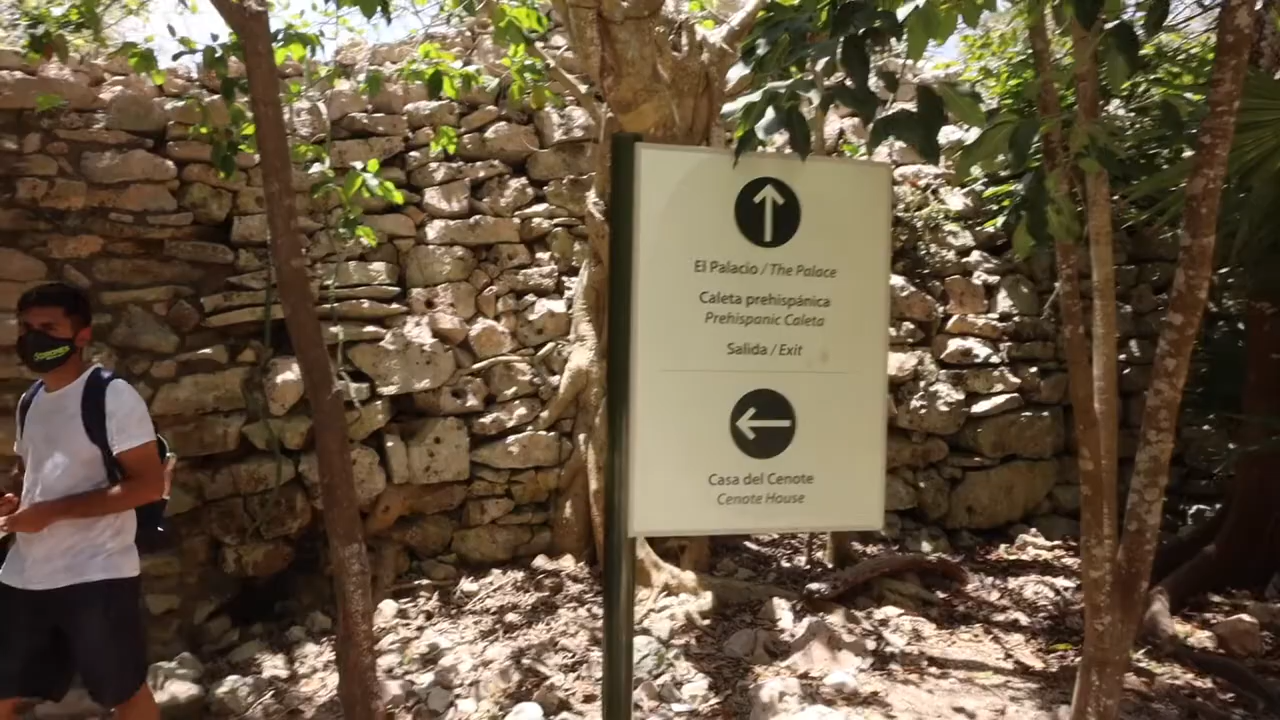 El Palacio / The Palace
Caleta prehispánica
Prehispanic Caleta
Salida / Exit
Casa del Cenote
Cenote House